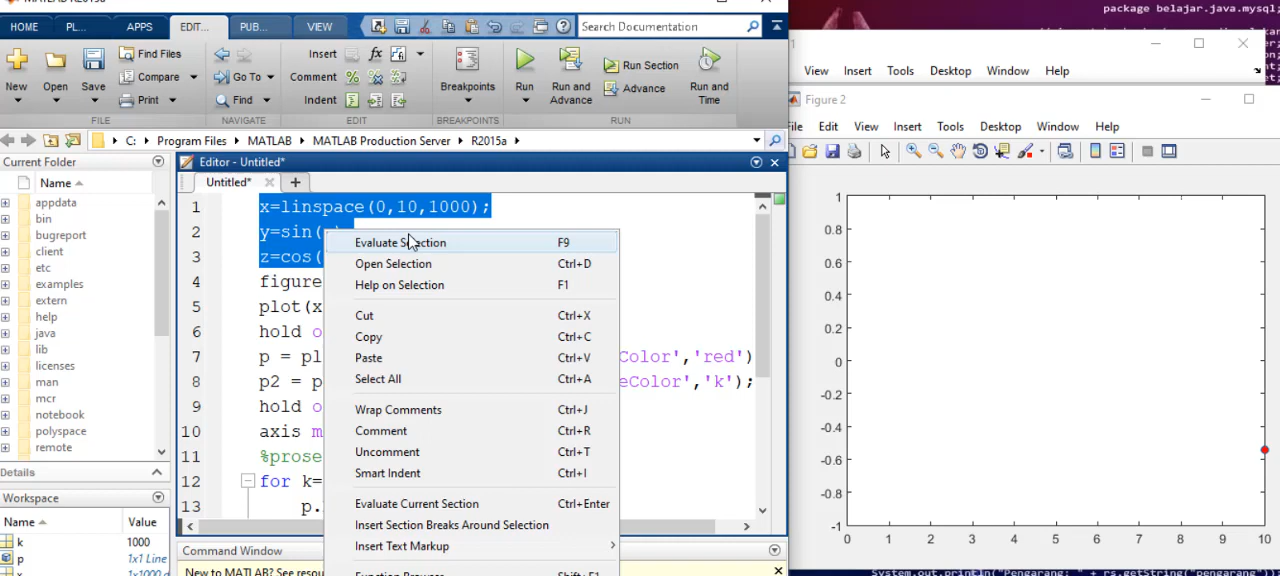 HOME PL... APPS EDIT... PUB... VIEW Search Documentation
New Open Save Find Files Compare Print
FILE
Go To Find
NAVIGATE
Insert fx Comment Indent
EDIT
Breakpoints
BREAKPOINTS
Run Run and Advance Run Section Advance Run and Time
RUN
C: Program Files MATLAB MATLAB Production Server R2015a
Current Folder
Name
appdata
bin
bugreport
client
etc
examples
extern
help
java
lib
licenses
man
mcr
notebook
polyspace
remote
Details
Workspace
Name Value
k 1000
p 1x1 Line
Editor - Untitled*
Untitled*
1 x=linspace(0,10,1000);
2 y=sin(
3 z=cos(
4 figure
5 plot(x
6 hold o
7 p = pl Color','red')
8 p2 = p eColor','k');
9 hold o
10 axis m
11 %prose
12 for k=
13 p.
Evaluate Selection F9
Open Selection Ctrl+D
Help on Selection F1
Cut Ctrl+X
Copy Ctrl+C
Paste Ctrl+V
Select All Ctrl+A
Wrap Comments Ctrl+J
Comment Ctrl+R
Uncomment Ctrl+T
Smart Indent Ctrl+I
Evaluate Current Section Ctrl+Enter
Insert Section Breaks Around Selection
Insert Text Markup
Command Window
New to MATLAB? See resou
package belajar.java.mysql;
View Insert Tools Desktop Window Help
Figure 2
File Edit View Insert Tools Desktop Window Help
1
0.8
0.6
0.4
0.2
0
-0.2
-0.4
-0.6
-0.8
-1
0 1 2 3 4 5 6 7 8 9 10
System.out.println("Pengarang: " + rs.getString("pengarang"));